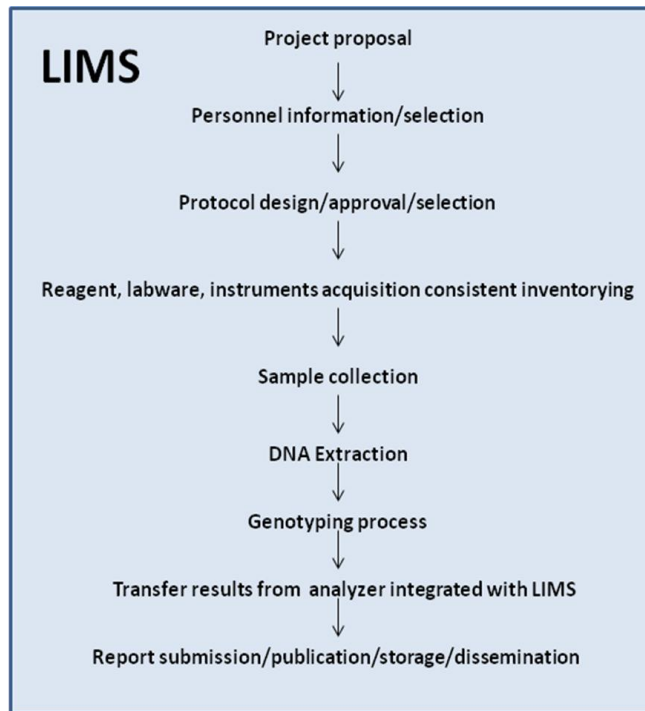 LIMS
Project proposal
Personnel information/selection
Protocol design/approval/selection
Reagent, labware, instruments acquisition consistent inventorying
Sample collection
DNA Extraction
Genotyping process
Transfer results from analyzer integrated with LIMS
Report submission/publication/storage/dissemination